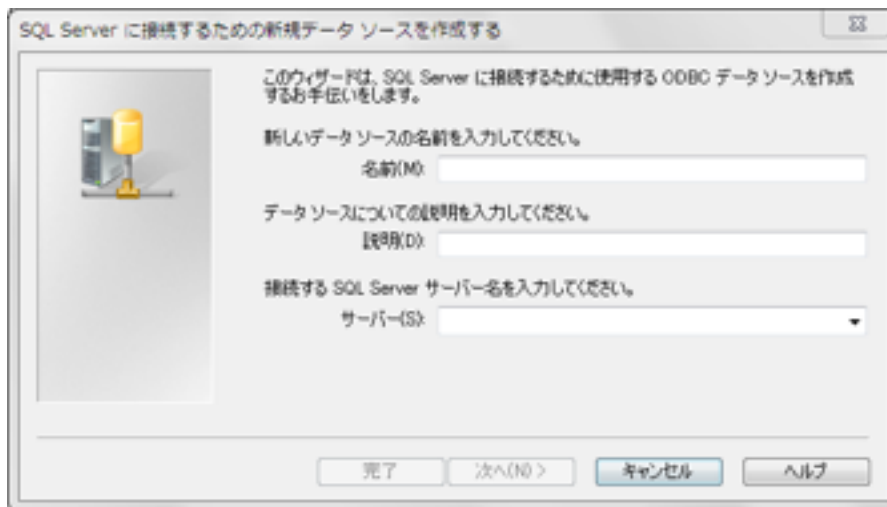 SQL Server に接続するための新規データ ソースを作成する
このウィザードは、SQL Server に接続するために使用する ODBC データ ソースを作成
するお手伝いをします。
新しいデータ ソースの名前を入力してください。
名前(M):
データ ソースについての説明を入力してください。
説明(D):
接続する SQL Server サーバー名を入力してください。
サーバー(S):
完了
次へ(N) >
キャンセル
ヘルプ